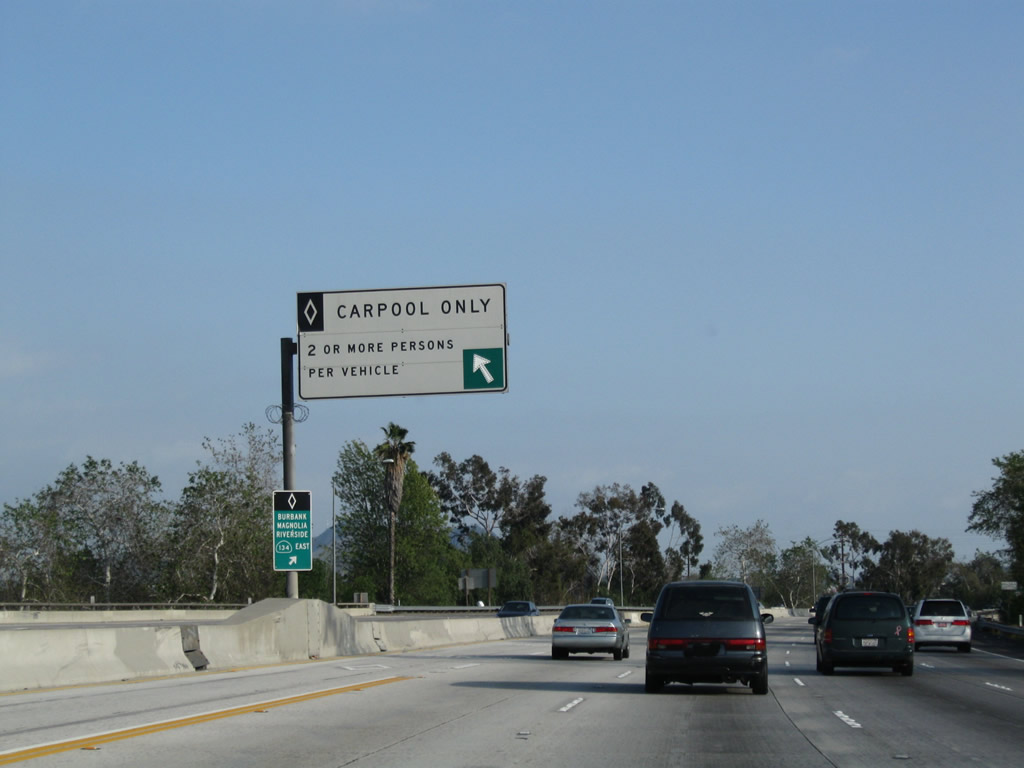 CARPOOL ONLY
2 OR MORE PERSONS
PER VEHICLE
BURBANK
MAGNOLIA
RIVERSIDE
134 EAST